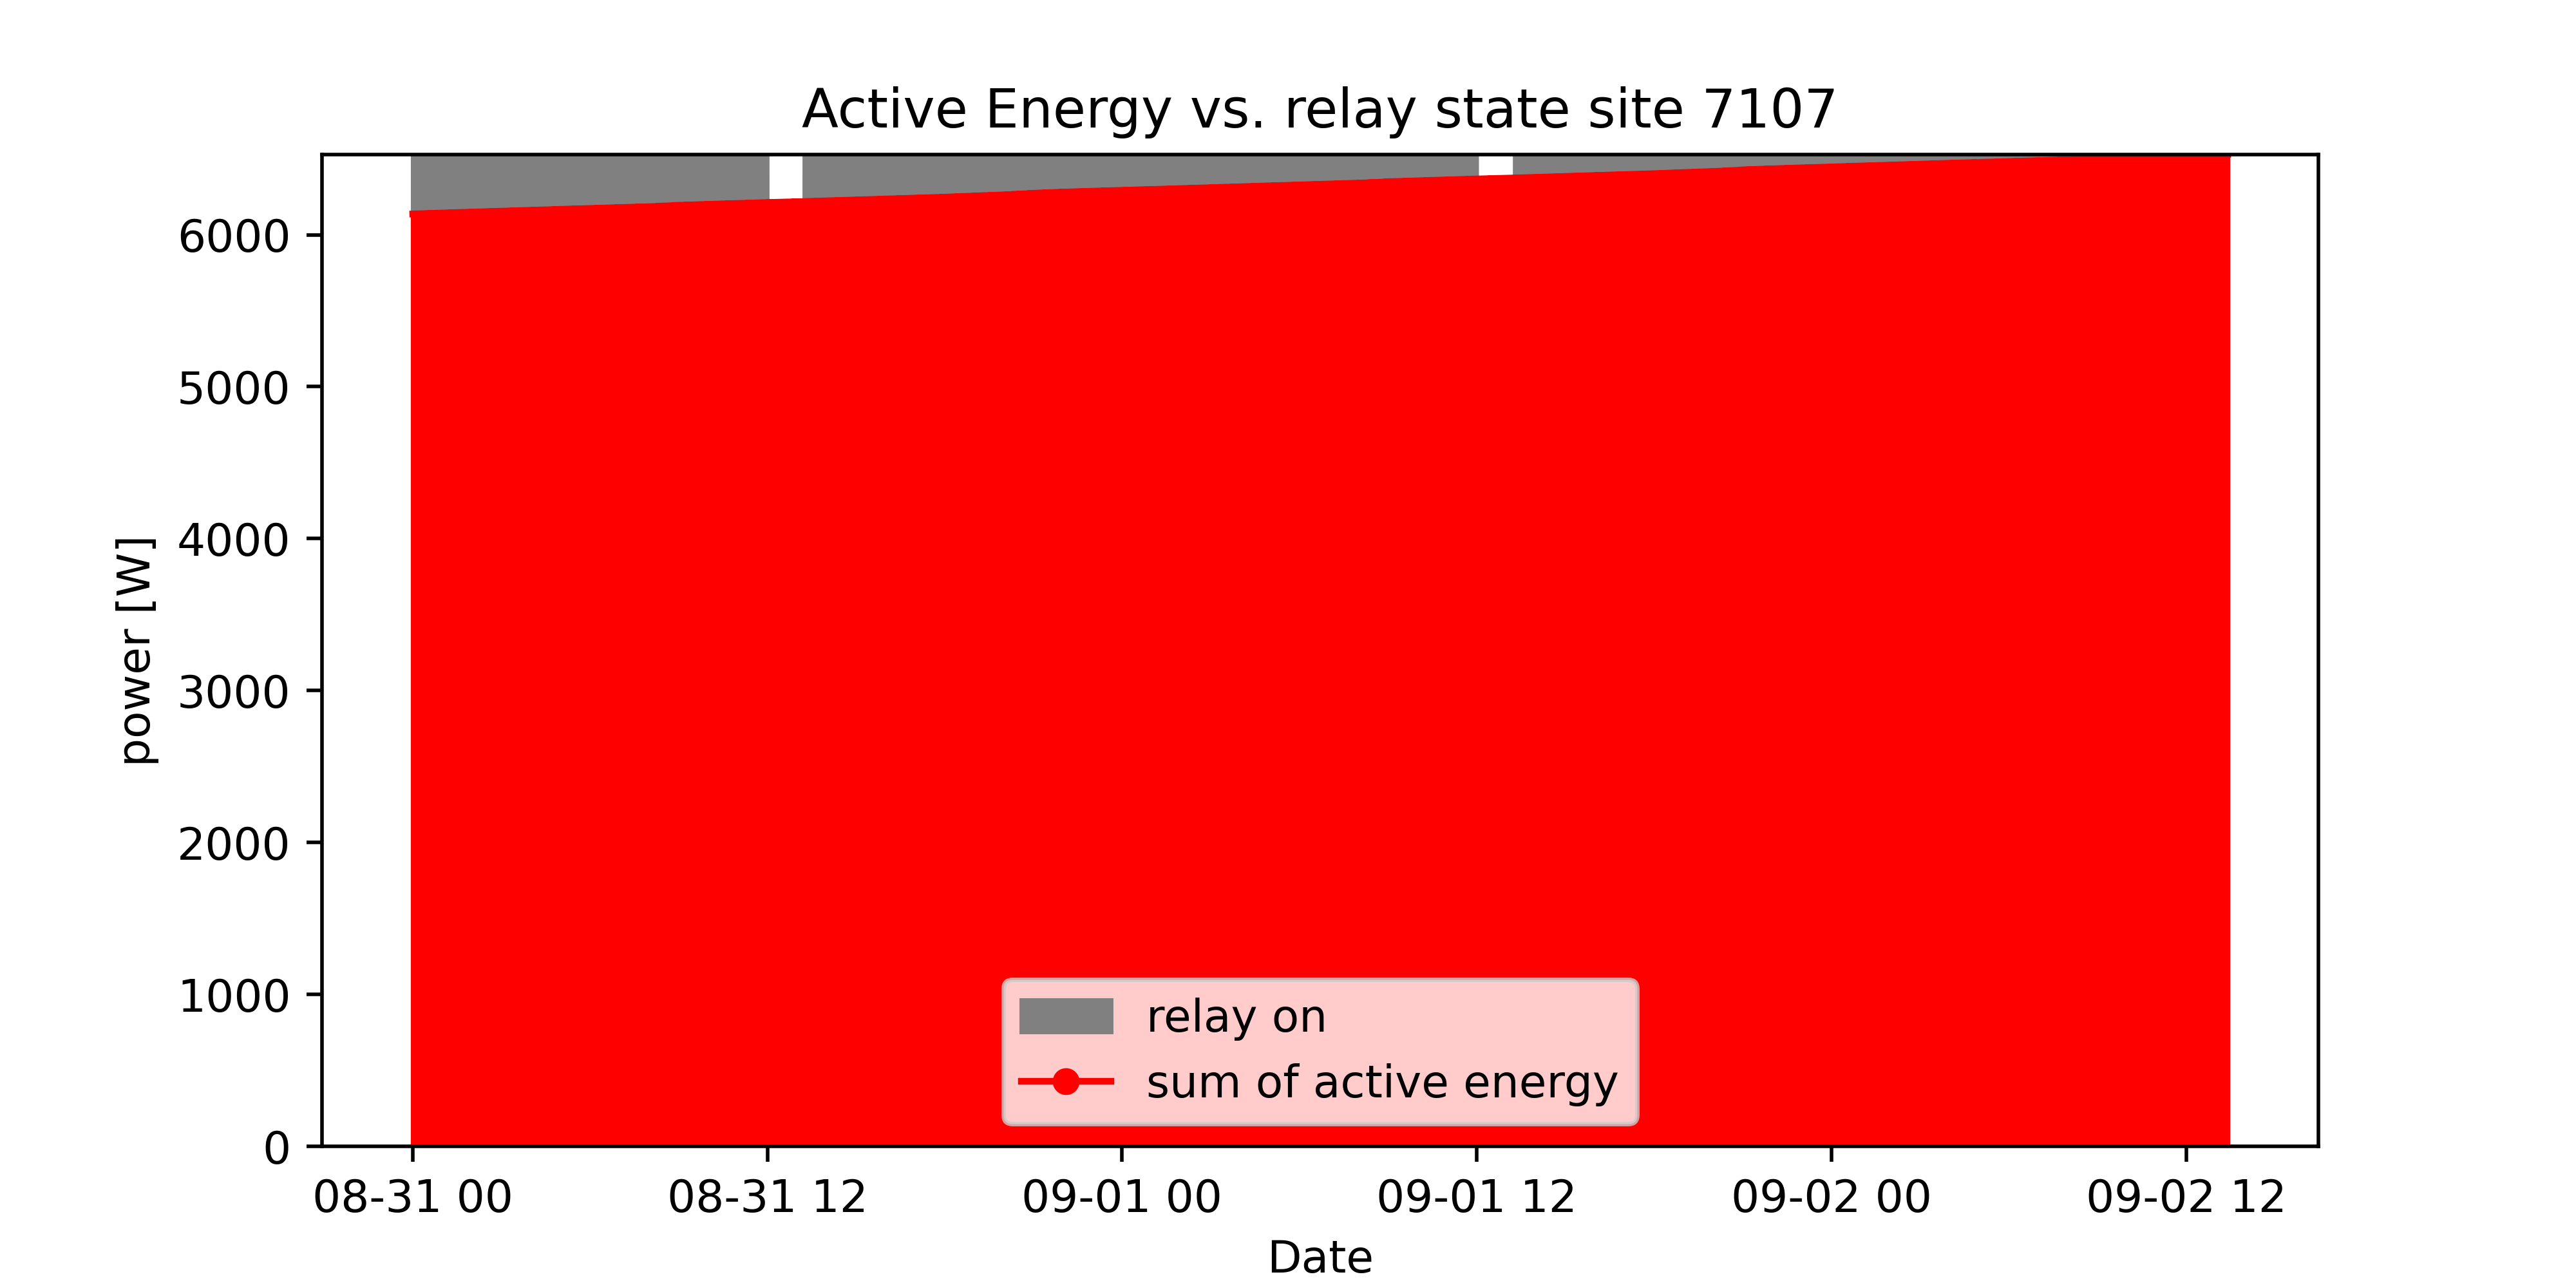 Active Energy vs. relay state site 7107
power [W]
6000
5000
4000
3000
2000
1000
0
relay on
sum of active energy
08-31 00
08-31 12
09-01 00
09-01 12
09-02 00
09-02 12
Date